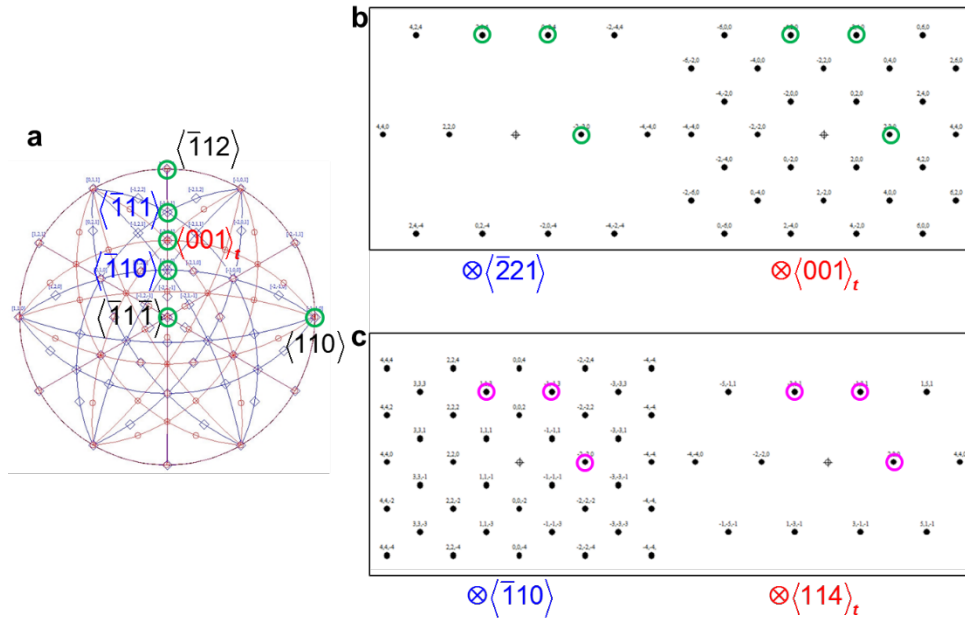 a
⟨1̄12⟩
⟨1̄11⟩
⟨001⟩t
⟨1̄10⟩
⟨1̄11̄⟩
⟨110⟩
b
4,2,4 -2,-4,4 -6,0,0 0,6,0
-6,-2,0 -4,0,0 -2,2,0 0,4,0 2,6,0
-4,-2,0 -2,0,0 0,2,0 2,4,0
4,4,0 2,2,0 -4,-4,0 -4,-4,0 -2,-2,0 4,4,0
-2,-4,0 0,-2,0 2,0,0 4,2,0
-2,-6,0 0,-4,0 2,-2,0 4,0,0 6,2,0
2,4,-4 0,2,-4 -2,0,-4 -4,-2,-4 0,-6,0 2,-4,0 4,-2,0 6,0,0
⊗⟨2̄21⟩ ⊗⟨001⟩t
c
4,4,4 2,2,4 0,0,4 -2,-2,4 -4,-4,
3,3,3 -3,-3,3 -3,-1,1 1,3,1
4,4,2 2,2,2 0,0,2 -2,-2,2 -4,-4,
3,3,1 1,1,1 -1,-1,1 -3,-3,1
4,4,0 2,2,0 -4,-4, -4,-4,0 -2,-2,0 4,4,0
3,3,-1 1,1,-1 -1,-1,-1 -3,-3,-1
4,4,-2 2,2,-2 0,0,-2 -2,-2,-2 -4,-4,
3,3,-3 1,1,-3 -1,-1,-3 -3,-3,-3 -1,-5,-1 1,-3,-1 3,-1,-1 5,1,-1
4,4,-4 2,2,-4 0,0,-4 -2,-2,-4 -4,-4,
⊗⟨1̄10⟩ ⊗⟨114⟩t